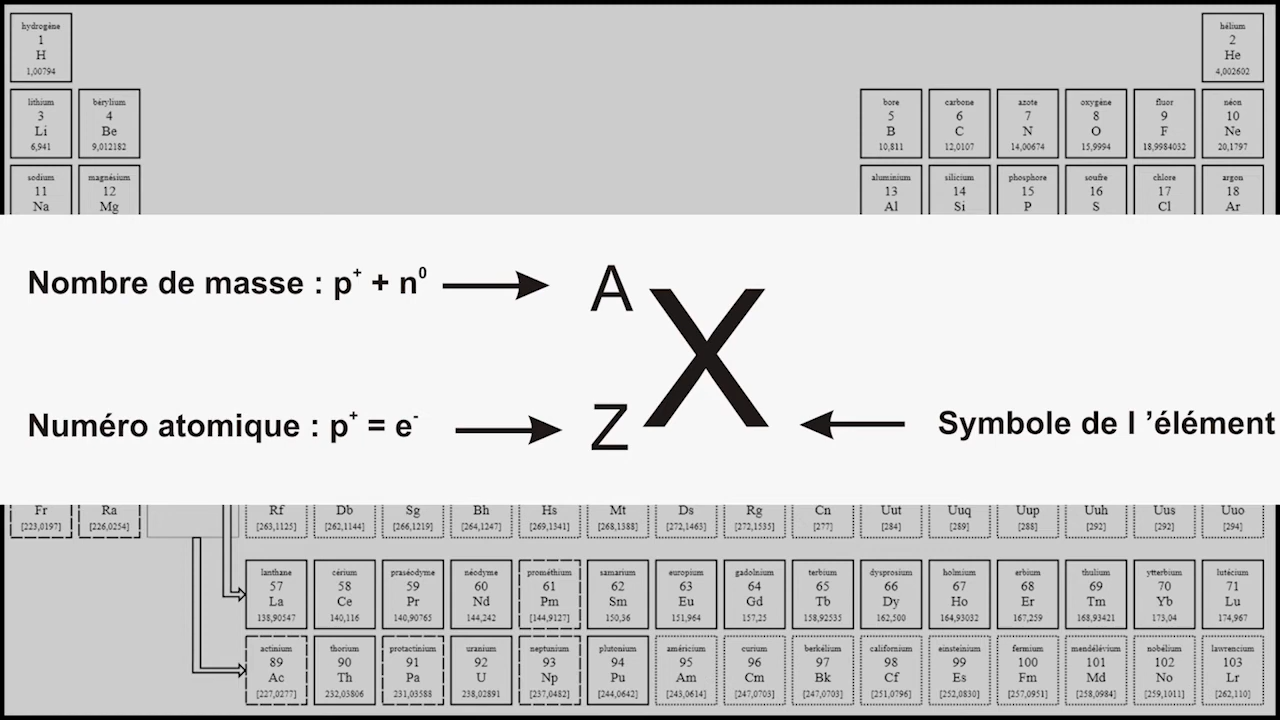 hydrogène hélium
1 2
H He
1,00794 4,002602
lithium bérylium bore carbone azote oxygène fluor néon
3 4 5 6 7 8 9 10
Li Be B C N O F Ne
6,941 9,012182 10,811 12,0107 14,00674 15,9994 18,9984032 20,1797
sodium magnésium aluminium silicium phosphore soufre chlore argon
11 12 13 14 15 16 17 18
Na Mg Al Si P S Cl Ar
Nombre de masse : p⁺ + n⁰ A
X
Numéro atomique : p⁺ = e⁻ Z Symbole de l ’élément
Fr Ra Rf Db Sg Bh Hs Mt Ds Rg Cn Uut Uuq Uup Uuh Uus Uuo
[223,0197] [226,0254] [263,1125] [262,1144] [266,1219] [264,1247] [269,1341] [268,1388] [272,1463] [272,1535] [277] [284] [289] [288] [292] [292] [294]
lanthane cérium praséodyme néodyme prométhium samarium europium gadolnium terbium dysprosium holmium erbium thulium ytterbium lutécium
57 58 59 60 61 62 63 64 65 66 67 68 69 70 71
La Ce Pr Nd Pm Sm Eu Gd Tb Dy Ho Er Tm Yb Lu
138,90547 140,116 140,90765 144,242 [144,9127] 150,36 151,964 157,25 158,92535 162,500 164,93032 167,259 168,93421 173,04 174,967
actinium thorium protactinium uranium neptunium plutonium américium curium berkélium californium einsteinium fermium mendélévium nobélium lawrencium
89 90 91 92 93 94 95 96 97 98 99 100 101 102 103
Ac Th Pa U Np Pu Am Cm Bk Cf Es Fm Md No Lr
[227,0277] 232,03806 231,03588 238,02891 [237,0482] [244,0642] [243,0614] [247,0703] [247,0703] [251,0796] [252,0830] [257,0951] [258,0984] [259,1011] [262,110]